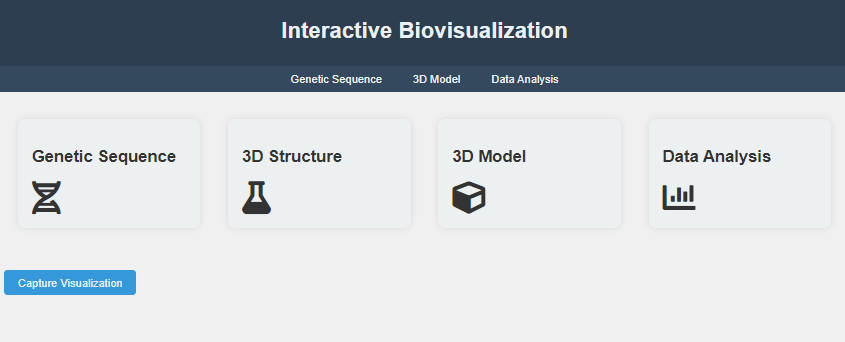 Interactive Biovisualization
Genetic Sequence 3D Model Data Analysis
Genetic Sequence
3D Structure
3D Model
Data Analysis
Capture Visualization